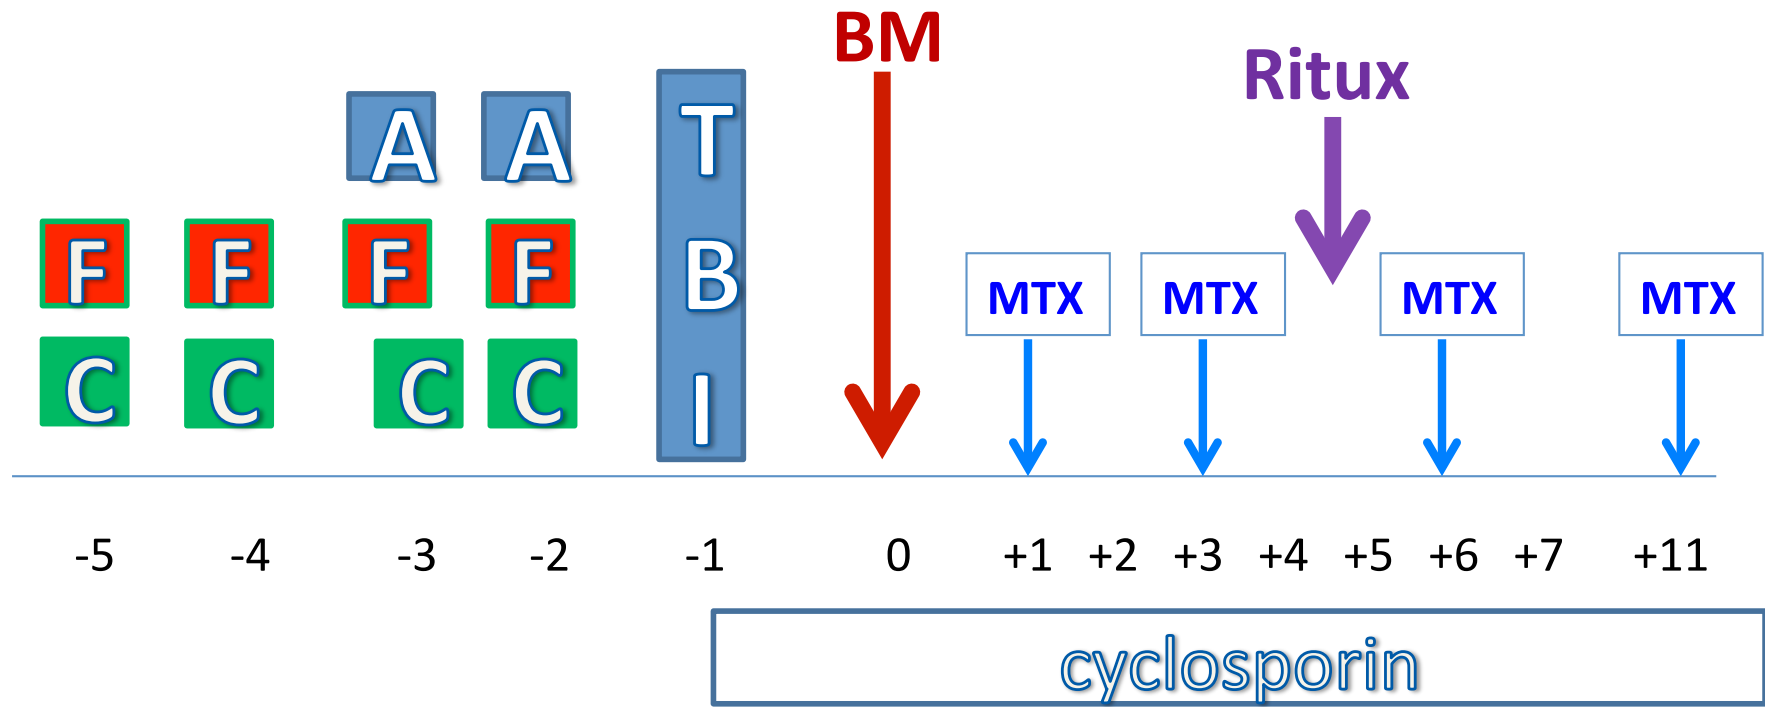 BM
Ritux
A A
T
B
I
F F F F
C C C C
MTX MTX MTX MTX
-5 -4 -3 -2 -1 0 +1 +2 +3 +4 +5 +6 +7 +11
cyclosporin